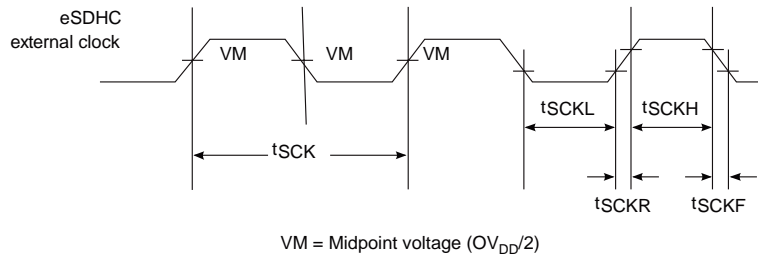 eSDHC
external clock
VM VM VM
tSCKL tSCKH
tSCK
tSCKR tSCKF
VM = Midpoint voltage (OVDD/2)